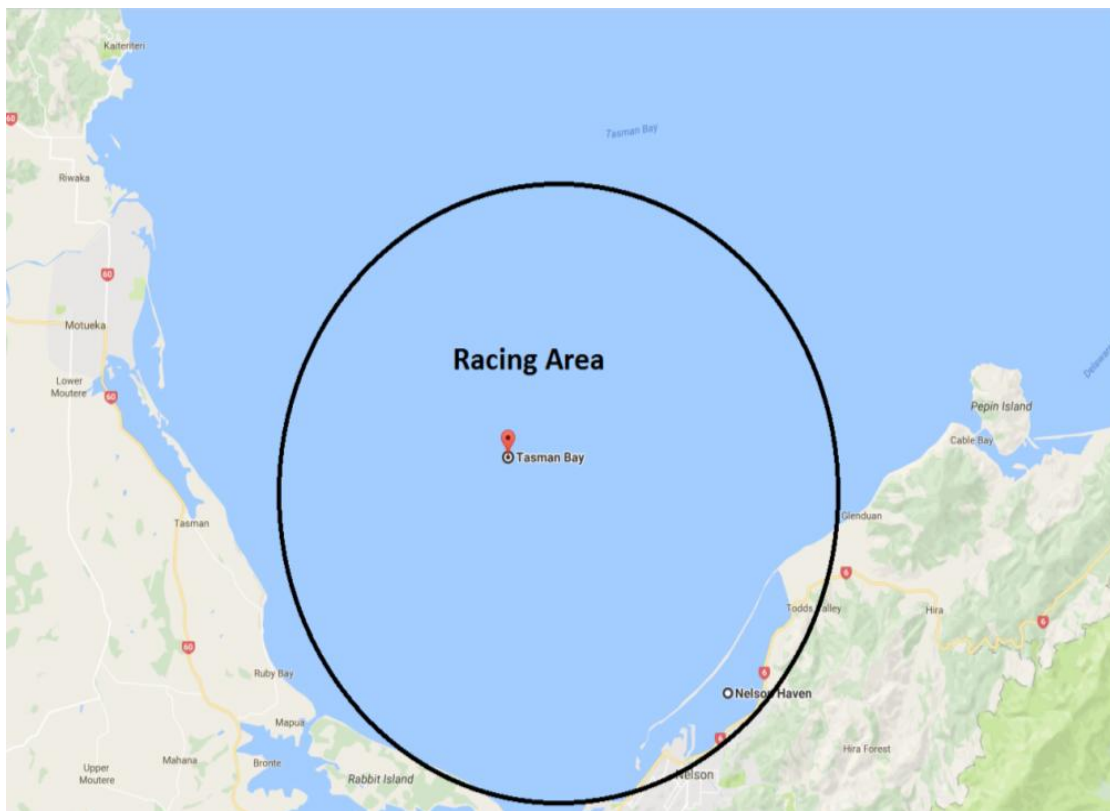 Kaiteriteri
60
Tasman Bay
Riwaka
60
Motueka
Racing Area
Lower
Moutere
60
Pepin Island
Cable Bay
Tasman Bay
Tasman
Glenduan
6
Todds Valley
Hira
6
60
Ruby Bay
6
Nelson Haven
Mapua
6
Hira Forest
Mahana
Bronte
Upper
Moutere
Rabbit Island
Nelson